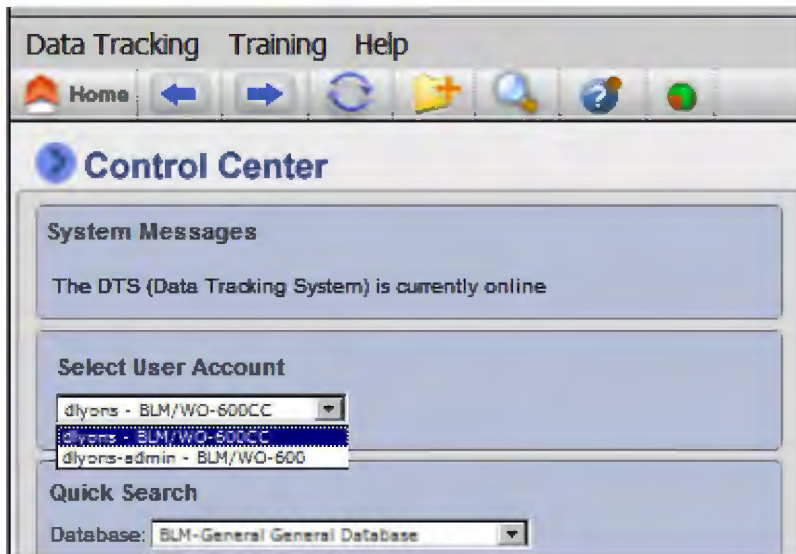 Data Tracking Training Help
Home
Control Center
System Messages
The DTS (Data Tracking System) is currently online
Select User Account
dlyons - BLM/WO-600CC
dlyons - BLM/WO-600CC
dlyons-admin - BLM/WO-600
Quick Search
Database: BLM-General General Database